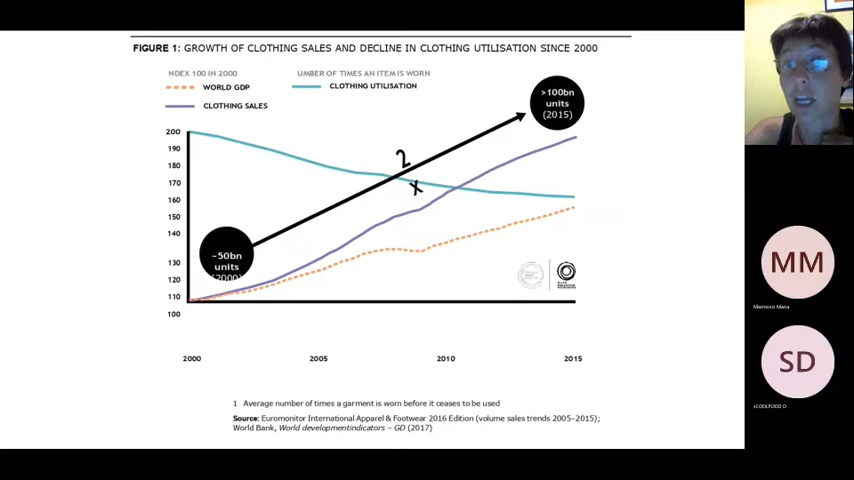 FIGURE 1: GROWTH OF CLOTHING SALES AND DECLINE IN CLOTHING UTILISATION SINCE 2000
NDEX 100 IN 2000
UMBER OF TIMES AN ITEM IS WORN
WORLD GDP
CLOTHING UTILISATION
CLOTHING SALES
>100bn
units
(2015)
200
190
180
170
160
150
140
130
120
110
100
2
x
~50bn
units
(2000)
2000
2005
2010
2015
1 Average number of times a garment is worn before it ceases to be used
Source: Euromonitor International Apparel & Footwear 2016 Edition (volume sales trends 2005–2015);
World Bank, World developmentindicators – GD (2017)
MM
Marinucci Maria
SD
sCOOLFOOD D